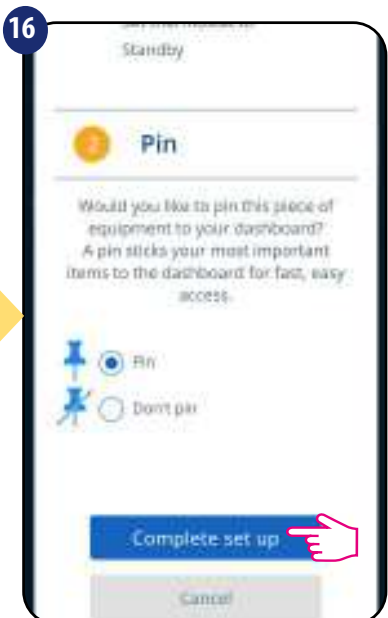 16
Standby
Pin
Would you like to pin this piece of
equipment to your dashboard?
A pin sticks your most important
items to the dashboard for fast, easy
access.
Pin
Don't pin
Complete set up
Cancel